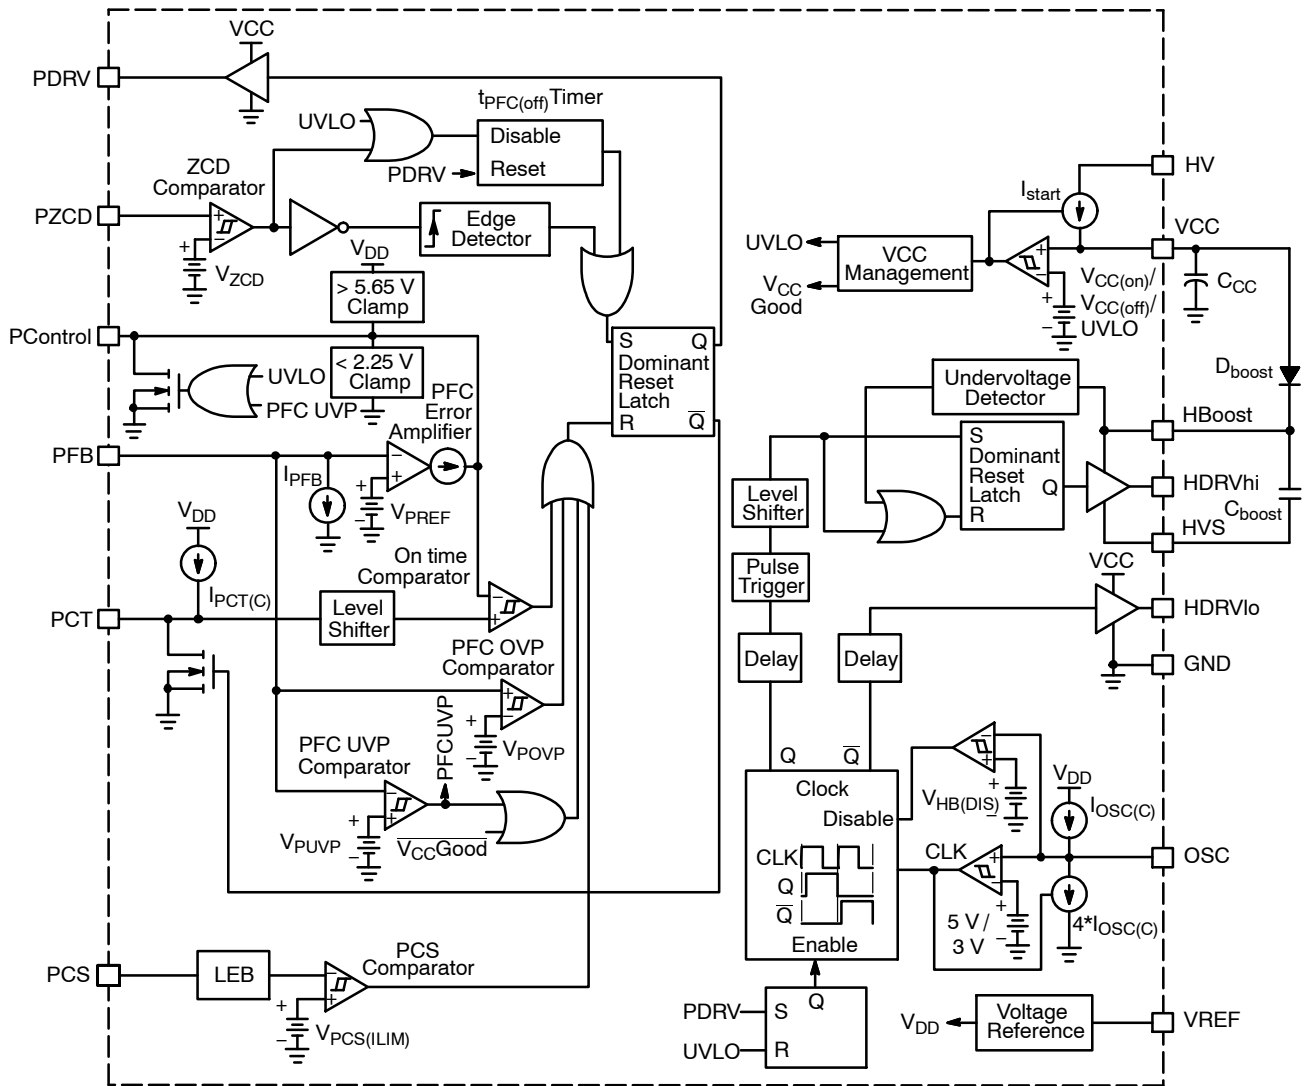 VCC
PDRV
tPFC(off) Timer
UVLO
Disable
Reset
PDRV
ZCD
Comparator
PZCD
+
−
+
−
VZCD
Edge
Detector
VDD
> 5.65 V
Clamp
PControl
< 2.25 V
Clamp
UVLO
PFC UVP
S
Q
Dominant
Reset
Latch
R
Q
PFC
Error
Amplifier
PFB
IPFB
−
+
+
−
VPREF
VDD
IPCT(C)
On time
Comparator
PCT
Level
Shifter
−
+
PFC OVP
Comparator
+
−
+
−
VPOVP
PFCUVP
PFC UVP
Comparator
−
+
+
−
VPUVP
VCCGood
PCS
LEB
PCS
Comparator
−
+
+
−
VPCS(ILIM)
HV
Istart
VCC
UVLO
VCC
Management
VCC
Good
+
−
+
−
VCC(on)/
VCC(off)/
UVLO
CCC
Dboost
Undervoltage
Detector
HBoost
S
Dominant
Reset
Latch
Q
R
HDRVhi
Cboost
HVS
Level
Shifter
Pulse
Trigger
VCC
HDRVlo
Delay
Delay
GND
Q
Q
Clock
Disable
CLK
Q
Q
Enable
−
+
+
−
VHB(DIS)
VDD
IOSC(C)
OSC
CLK
+
−
+
−
5 V /
3 V
4*IOSC(C)
PDRV
S
Q
UVLO
R
VDD
Voltage
Reference
VREF